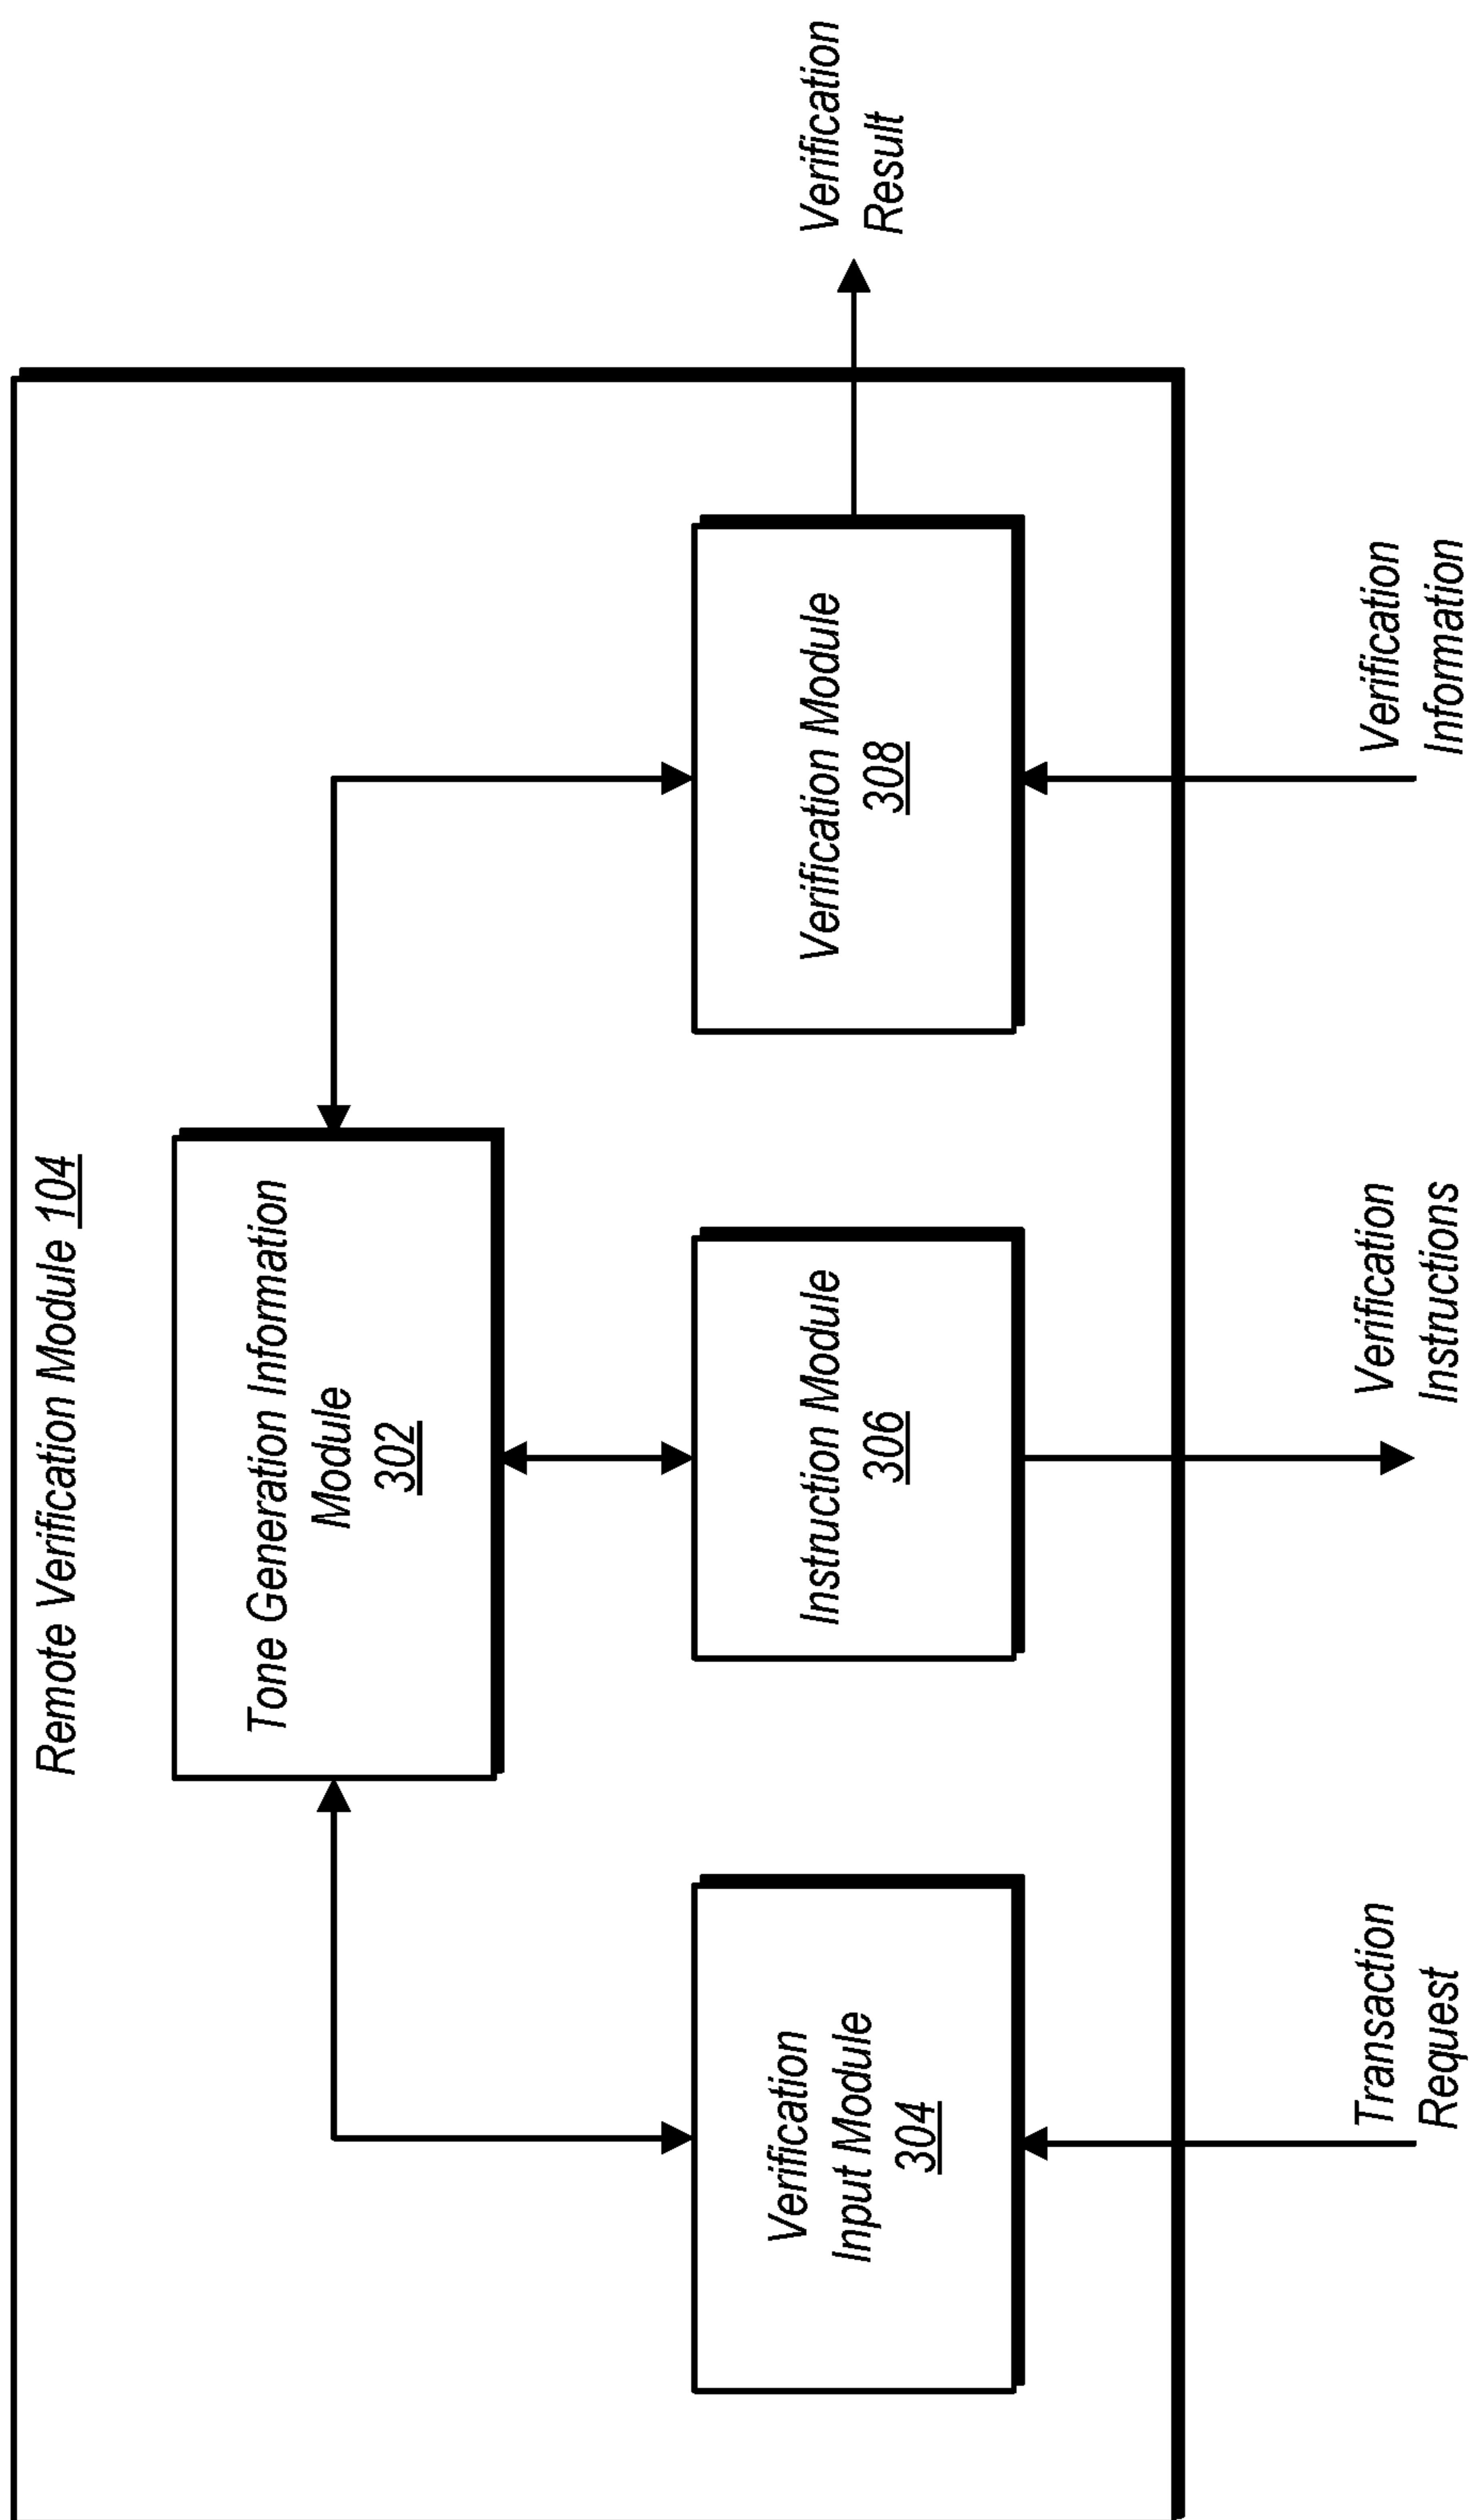 Remote Verification Module 104
Tone Generation Information
Module
302
Verification
Input Module
304
Instruction Module
306
Verification Module
308
Verification
Result
Transaction
Request
Verification
Instructions
Verification
Information